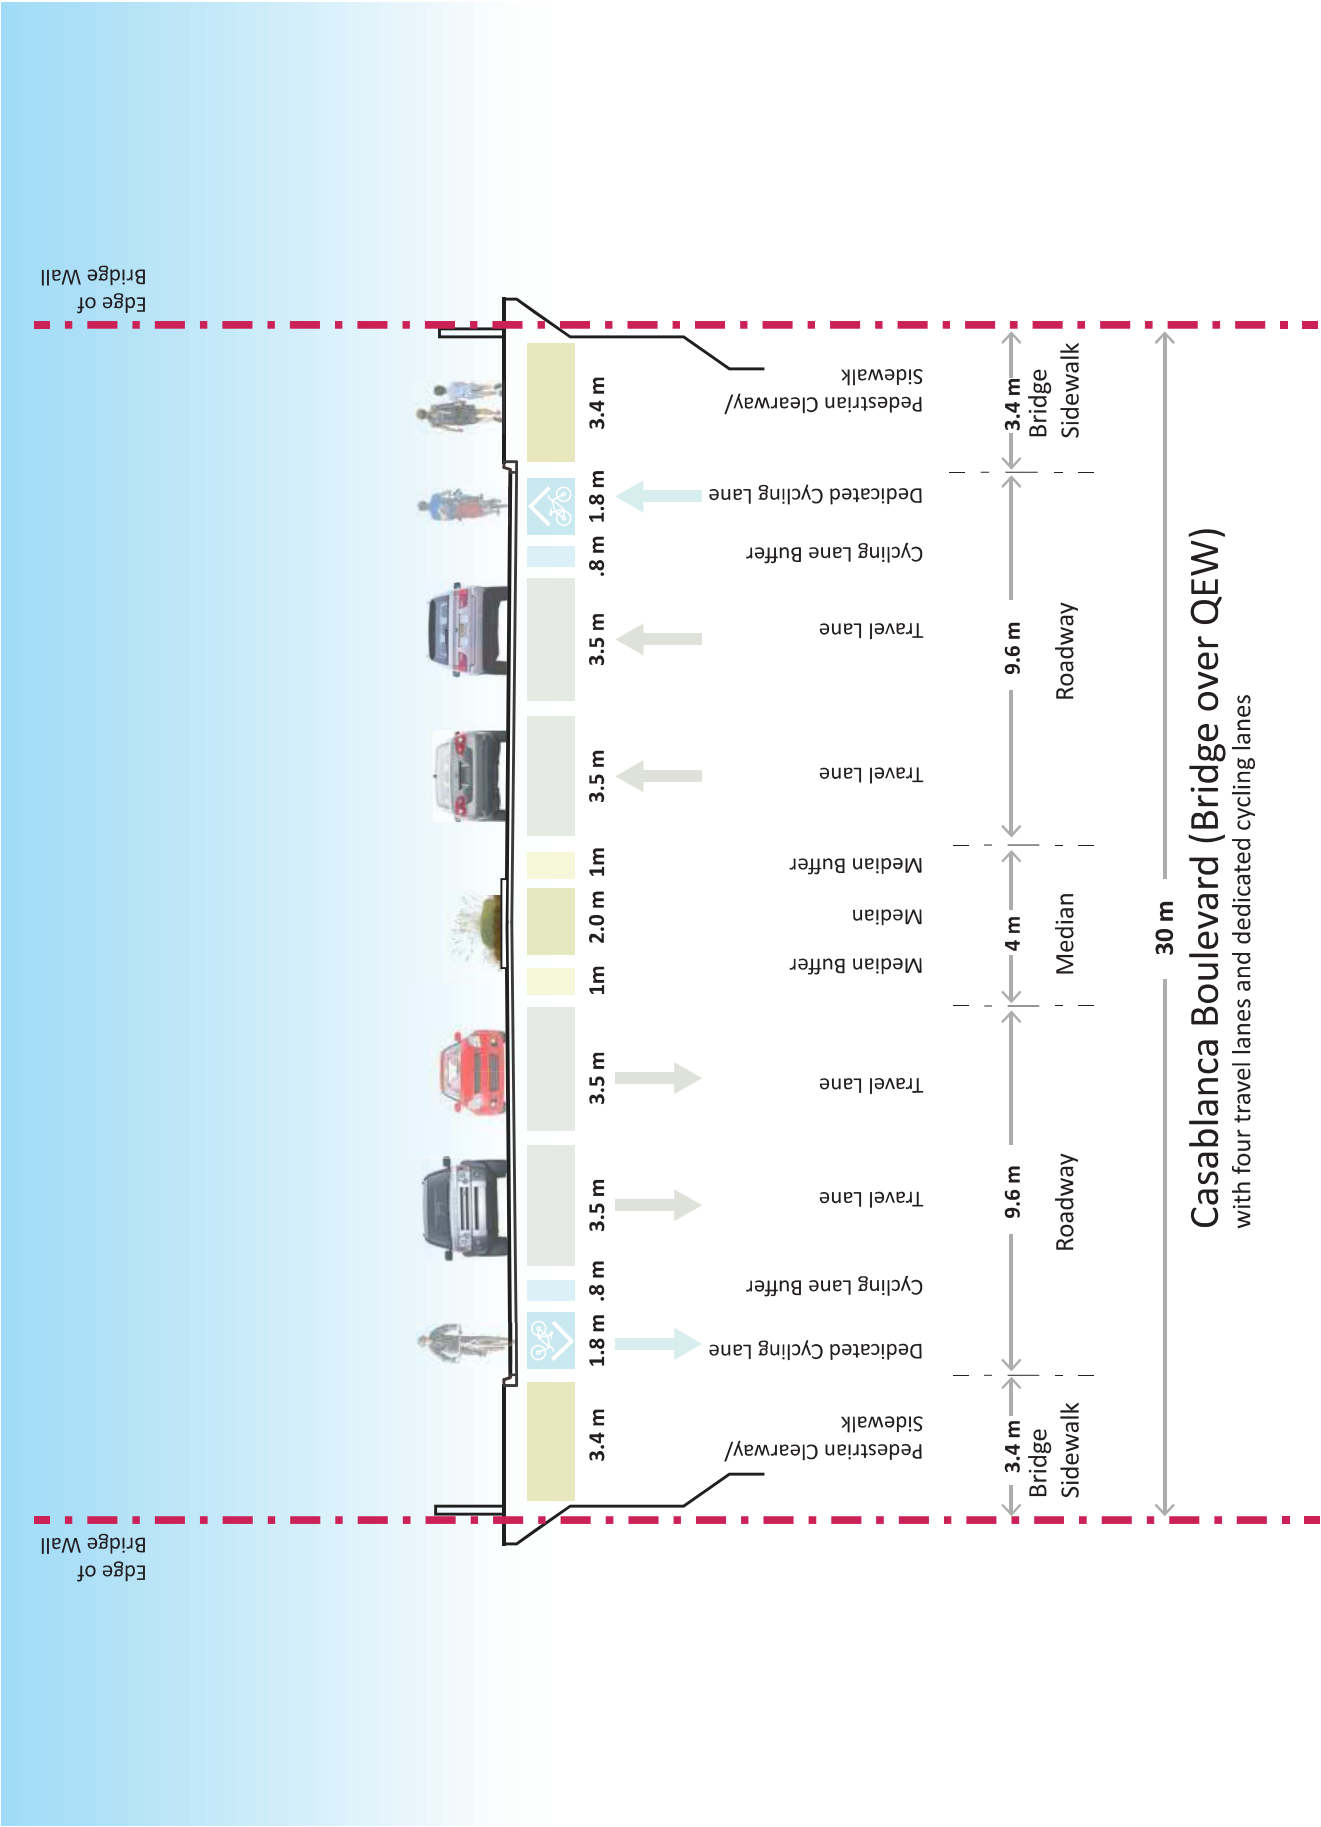 Edge of
Bridge Wall
Edge of
Bridge Wall
3.4 m
1.8 m
.8 m
3.5 m
3.5 m
1m
2.0 m
1m
3.5 m
3.5 m
.8 m
1.8 m
3.4 m
Pedestrian Clearway/
Sidewalk
Dedicated Cycling Lane
Cycling Lane Buffer
Travel Lane
Travel Lane
Median Buffer
Median
Median Buffer
Travel Lane
Travel Lane
Cycling Lane Buffer
Dedicated Cycling Lane
Pedestrian Clearway/
Sidewalk
3.4 m
Bridge
Sidewalk
9.6 m
Roadway
4 m
Median
9.6 m
Roadway
3.4 m
Bridge
Sidewalk
30 m
Casablanca Boulevard (Bridge over QEW)
with four travel lanes and dedicated cycling lanes